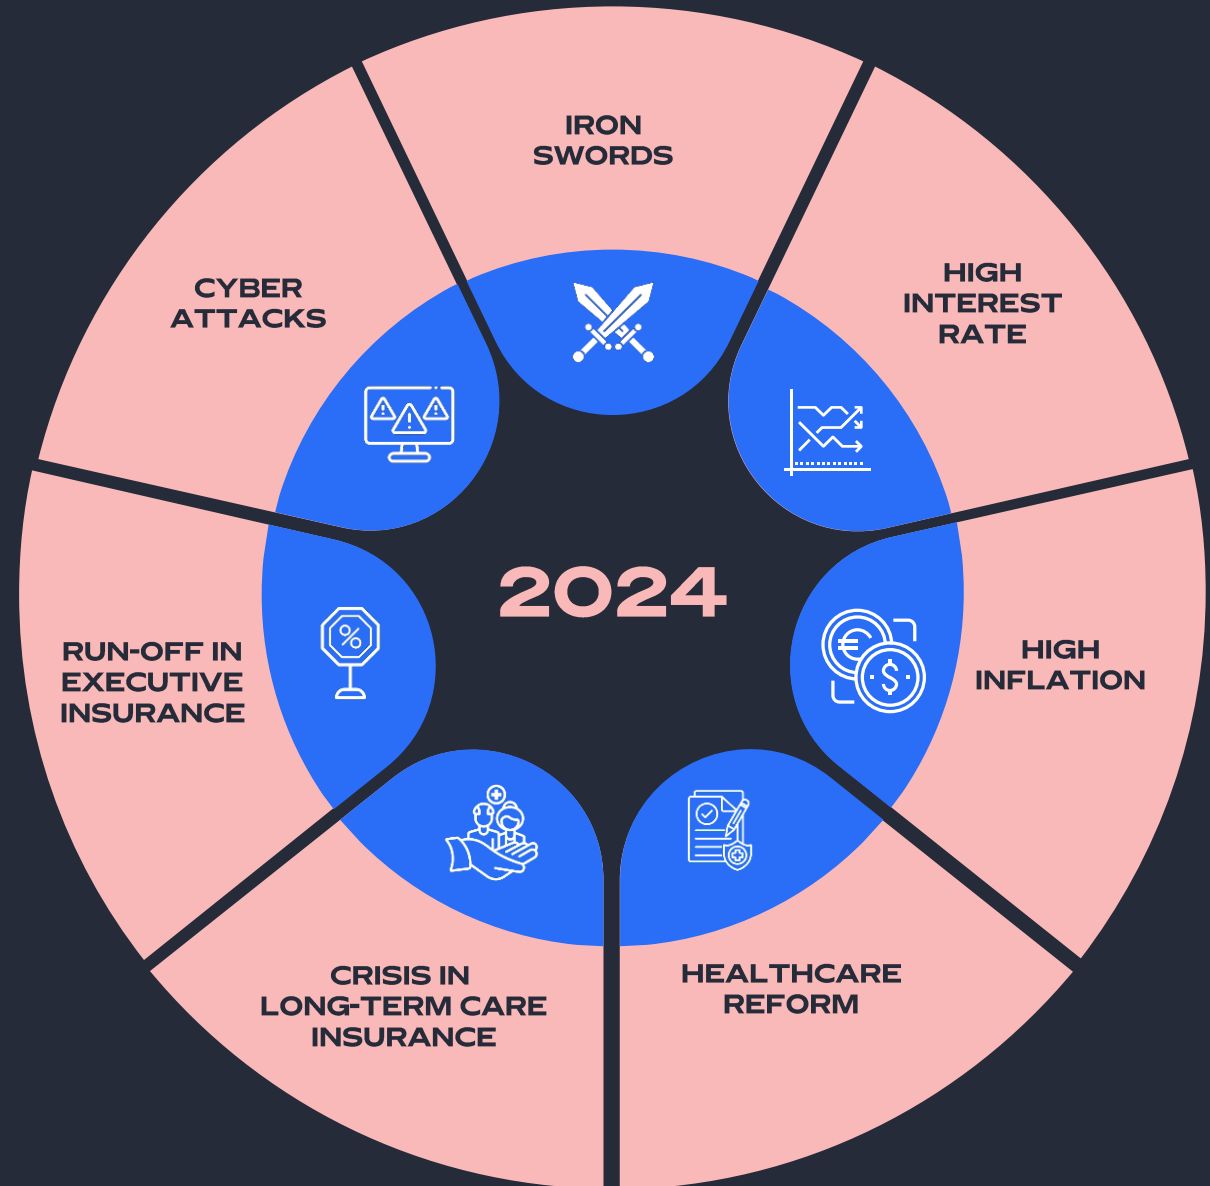 IRON
SWORDS
HIGH
INTEREST
RATE
HIGH
INFLATION
HEALTHCARE
REFORM
CRISIS IN
LONG-TERM CARE
INSURANCE
RUN-OFF IN
EXECUTIVE
INSURANCE
CYBER
ATTACKS
2024
%
€
$